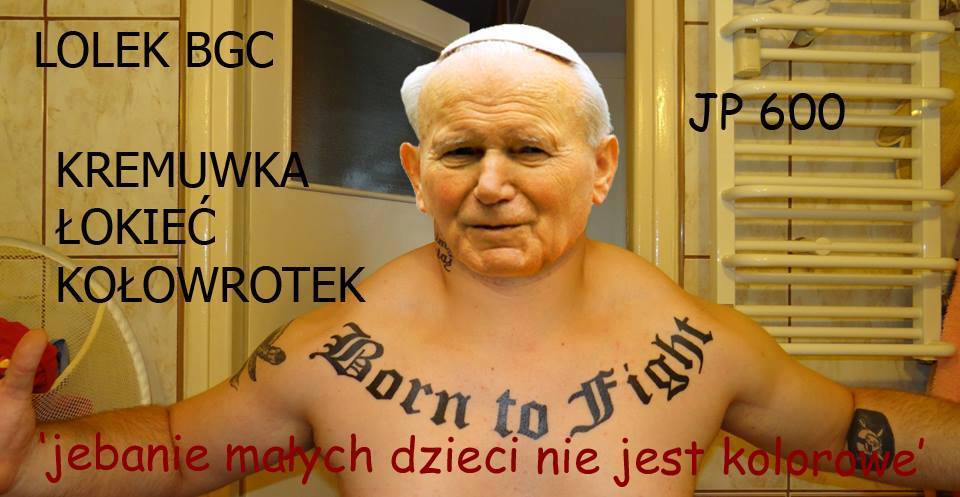 LOLEK BGC
JP 600
KREMUWKA
ŁOKIEĆ
KOŁOWROTEK
Born to Fight
'jebanie małych dzieci nie jest kolorowe'